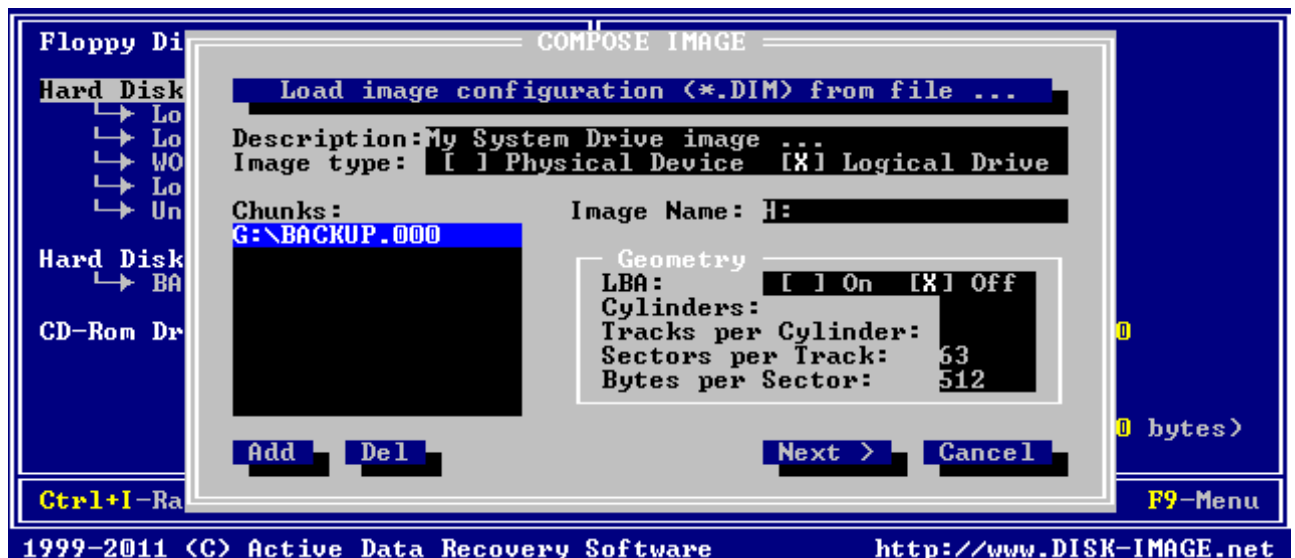 COMPOSE IMAGE
Floppy Di
Load image configuration (*.DIM) from file ...
Hard Disk
Lo
Lo
WO
Lo
Un
Description:My System Drive image ...
Image type: [ ] Physical Device [X] Logical Drive
Chunks:
G:\BACKUP.000
Image Name: H:
Geometry
LBA: [ ] On [X] Off
Cylinders:
Tracks per Cylinder:
Sectors per Track: 63
Bytes per Sector: 512
Hard Disk
BA
CD-Rom Dr
0
0 bytes)
Add Del Next > Cancel
Ctrl+I-Ra
F9-Menu
1999-2011 (C) Active Data Recovery Software http://www.DISK-IMAGE.net